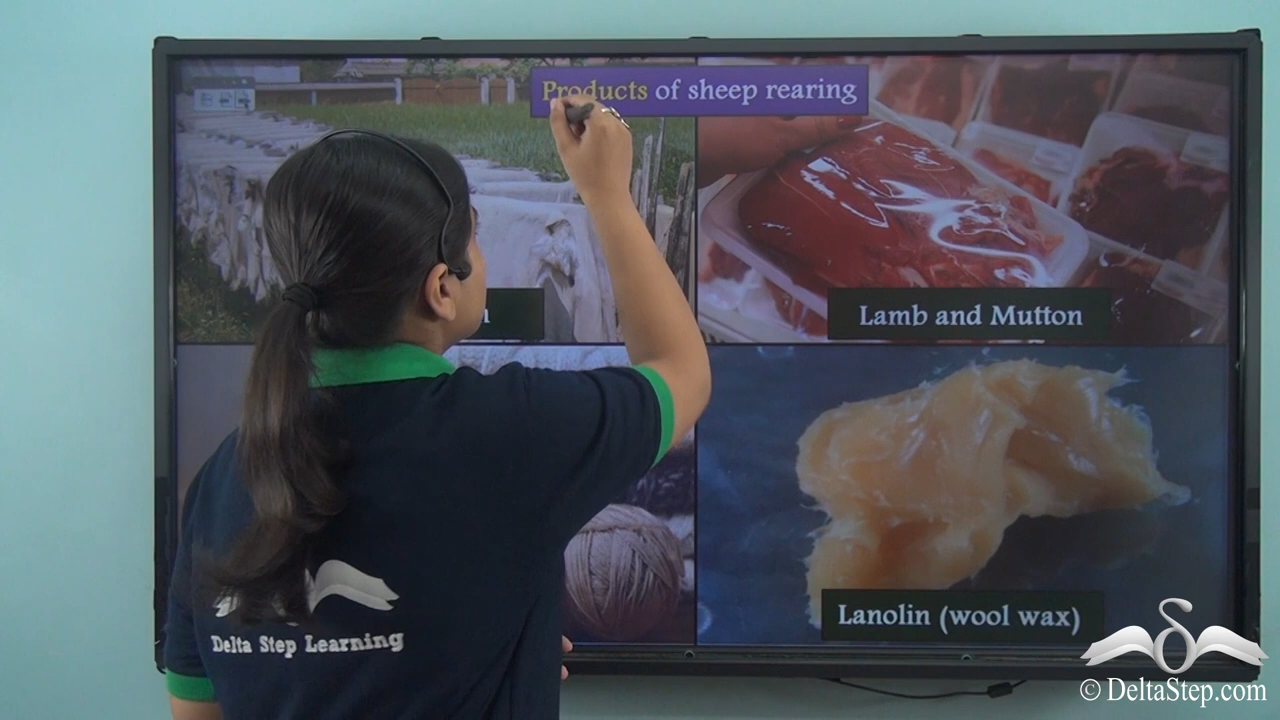 Products of sheep rearing
Lamb and Mutton
Lanolin (wool wax)
Delta Step Learning
© DeltaStep.com